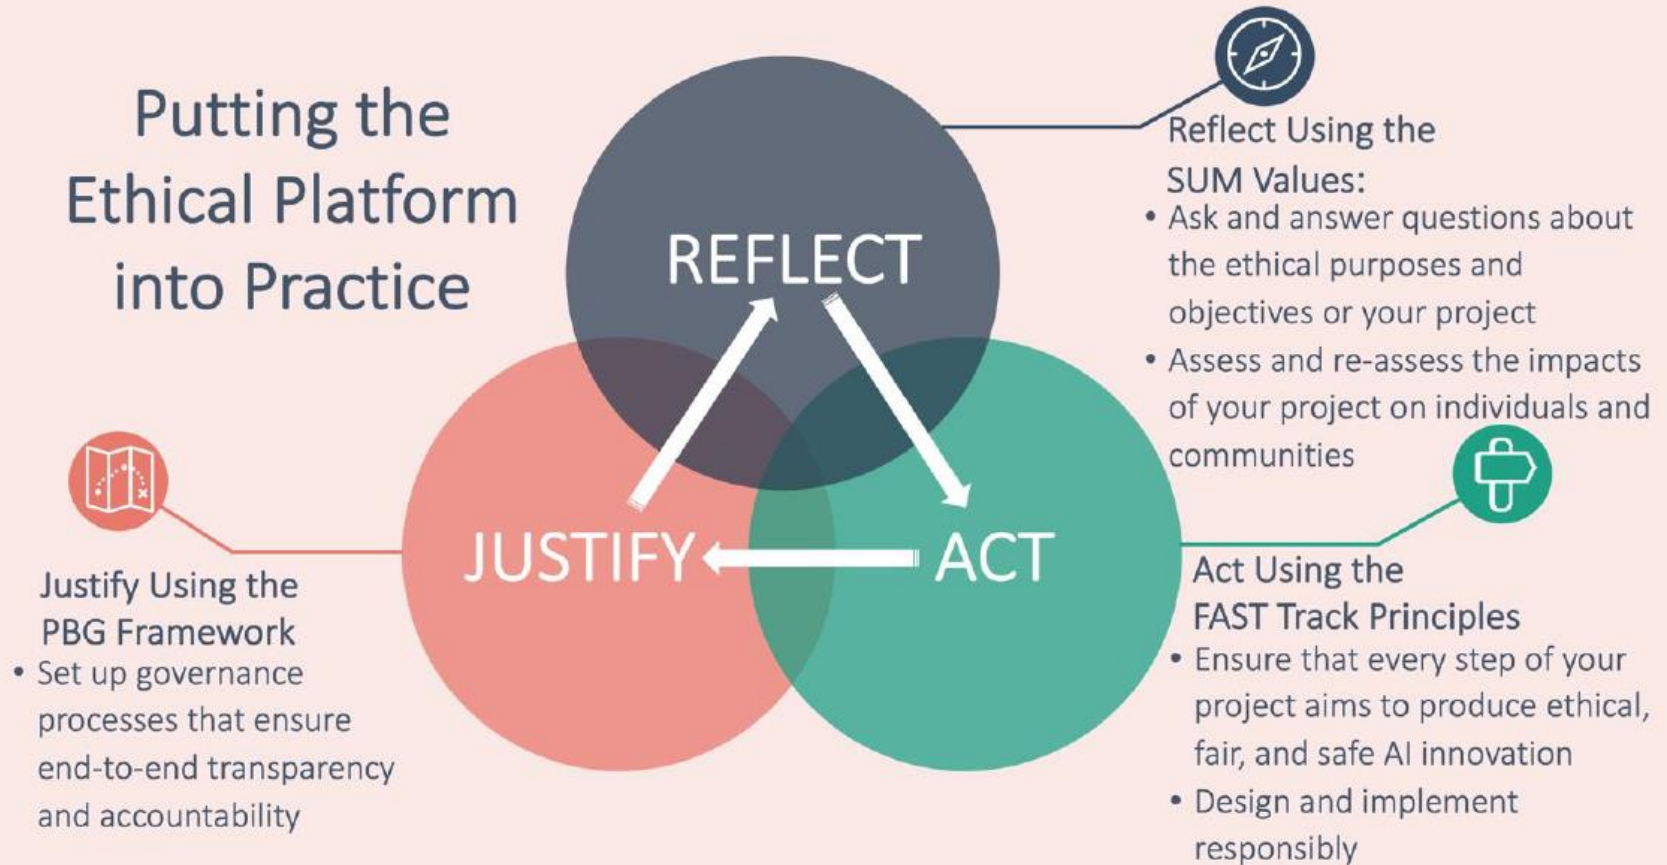 Putting the
Ethical Platform
into Practice
REFLECT
JUSTIFY
ACT
Reflect Using the
SUM Values:
• Ask and answer questions about
the ethical purposes and
objectives or your project
• Assess and re-assess the impacts
of your project on individuals and
communities
Act Using the
FAST Track Principles
• Ensure that every step of your
project aims to produce ethical,
fair, and safe AI innovation
• Design and implement
responsibly
Justify Using the
PBG Framework
• Set up governance
processes that ensure
end-to-end transparency
and accountability